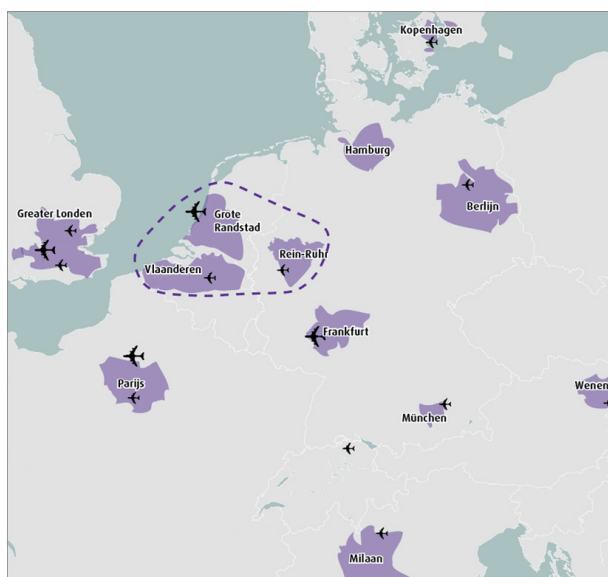 Kopenhagen
Hamburg
Berlijn
Greater Londen
Grote
Randstad
Rein-Ruhr
Vlaanderen
Frankfurt
Parijs
Wenen
München
Milaan